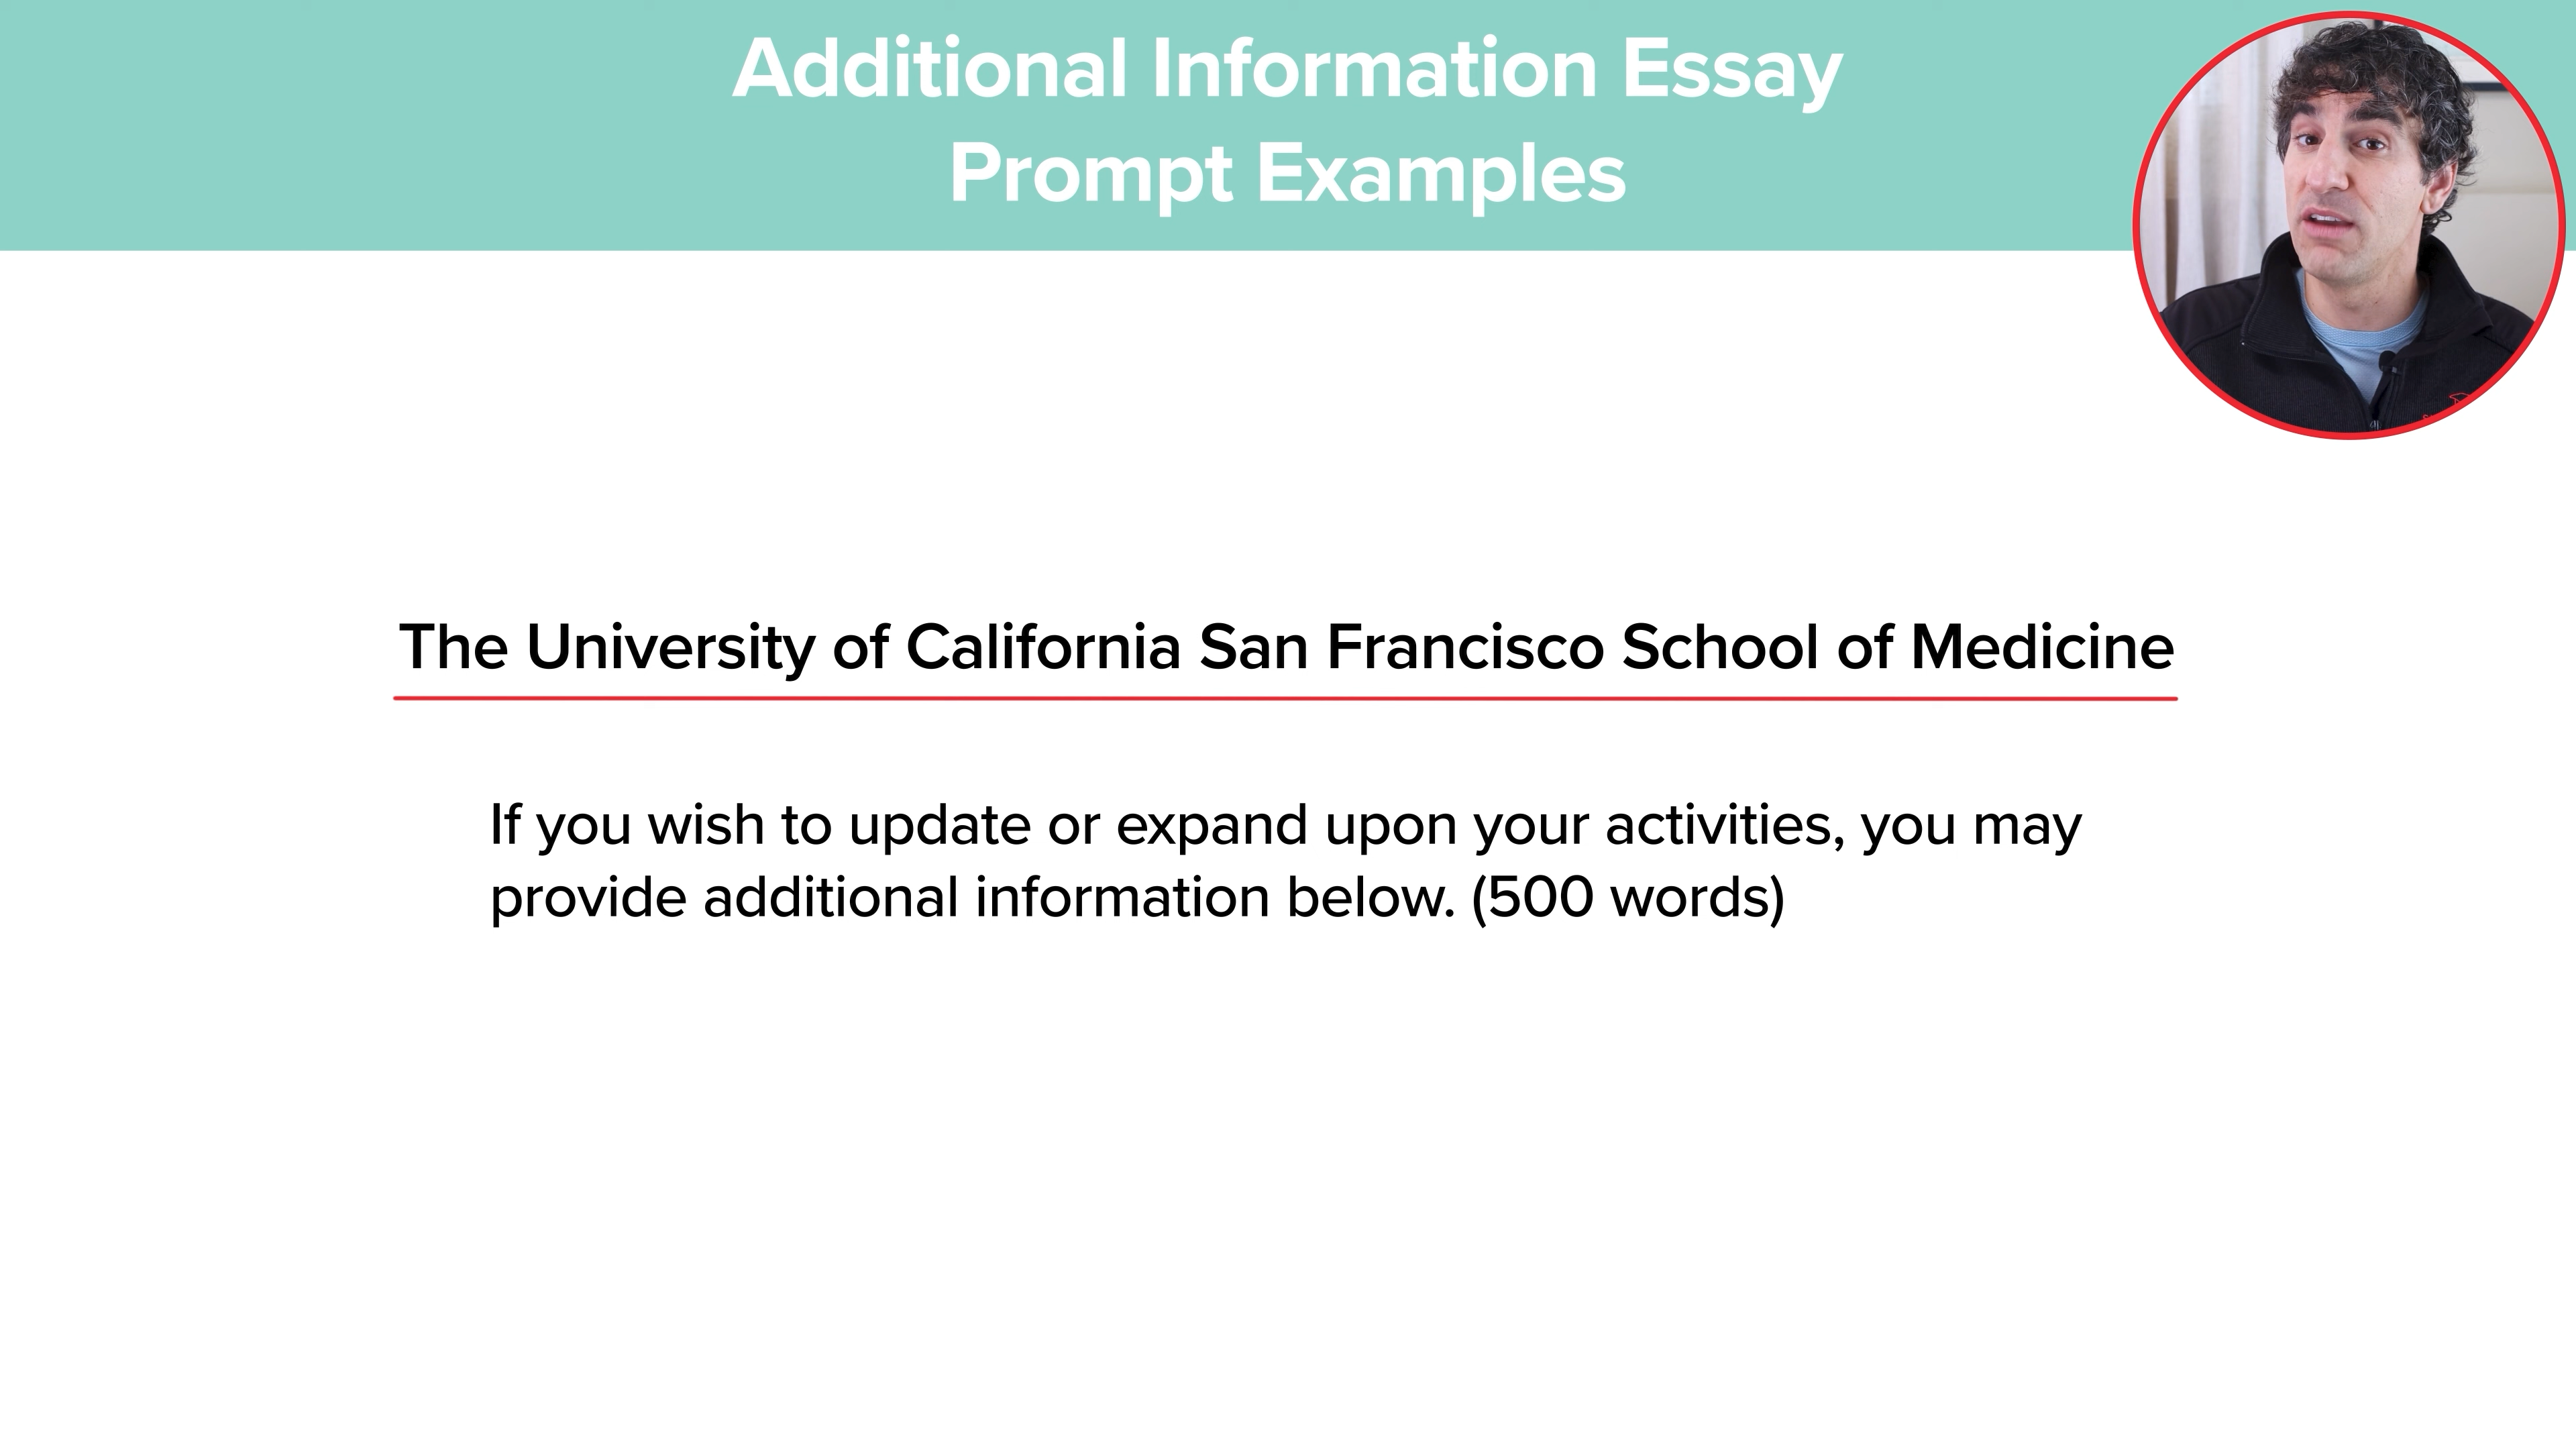 Additional Information Essay
Prompt Examples
The University of California San Francisco School of Medicine
If you wish to update or expand upon your activities, you may
provide additional information below. (500 words)